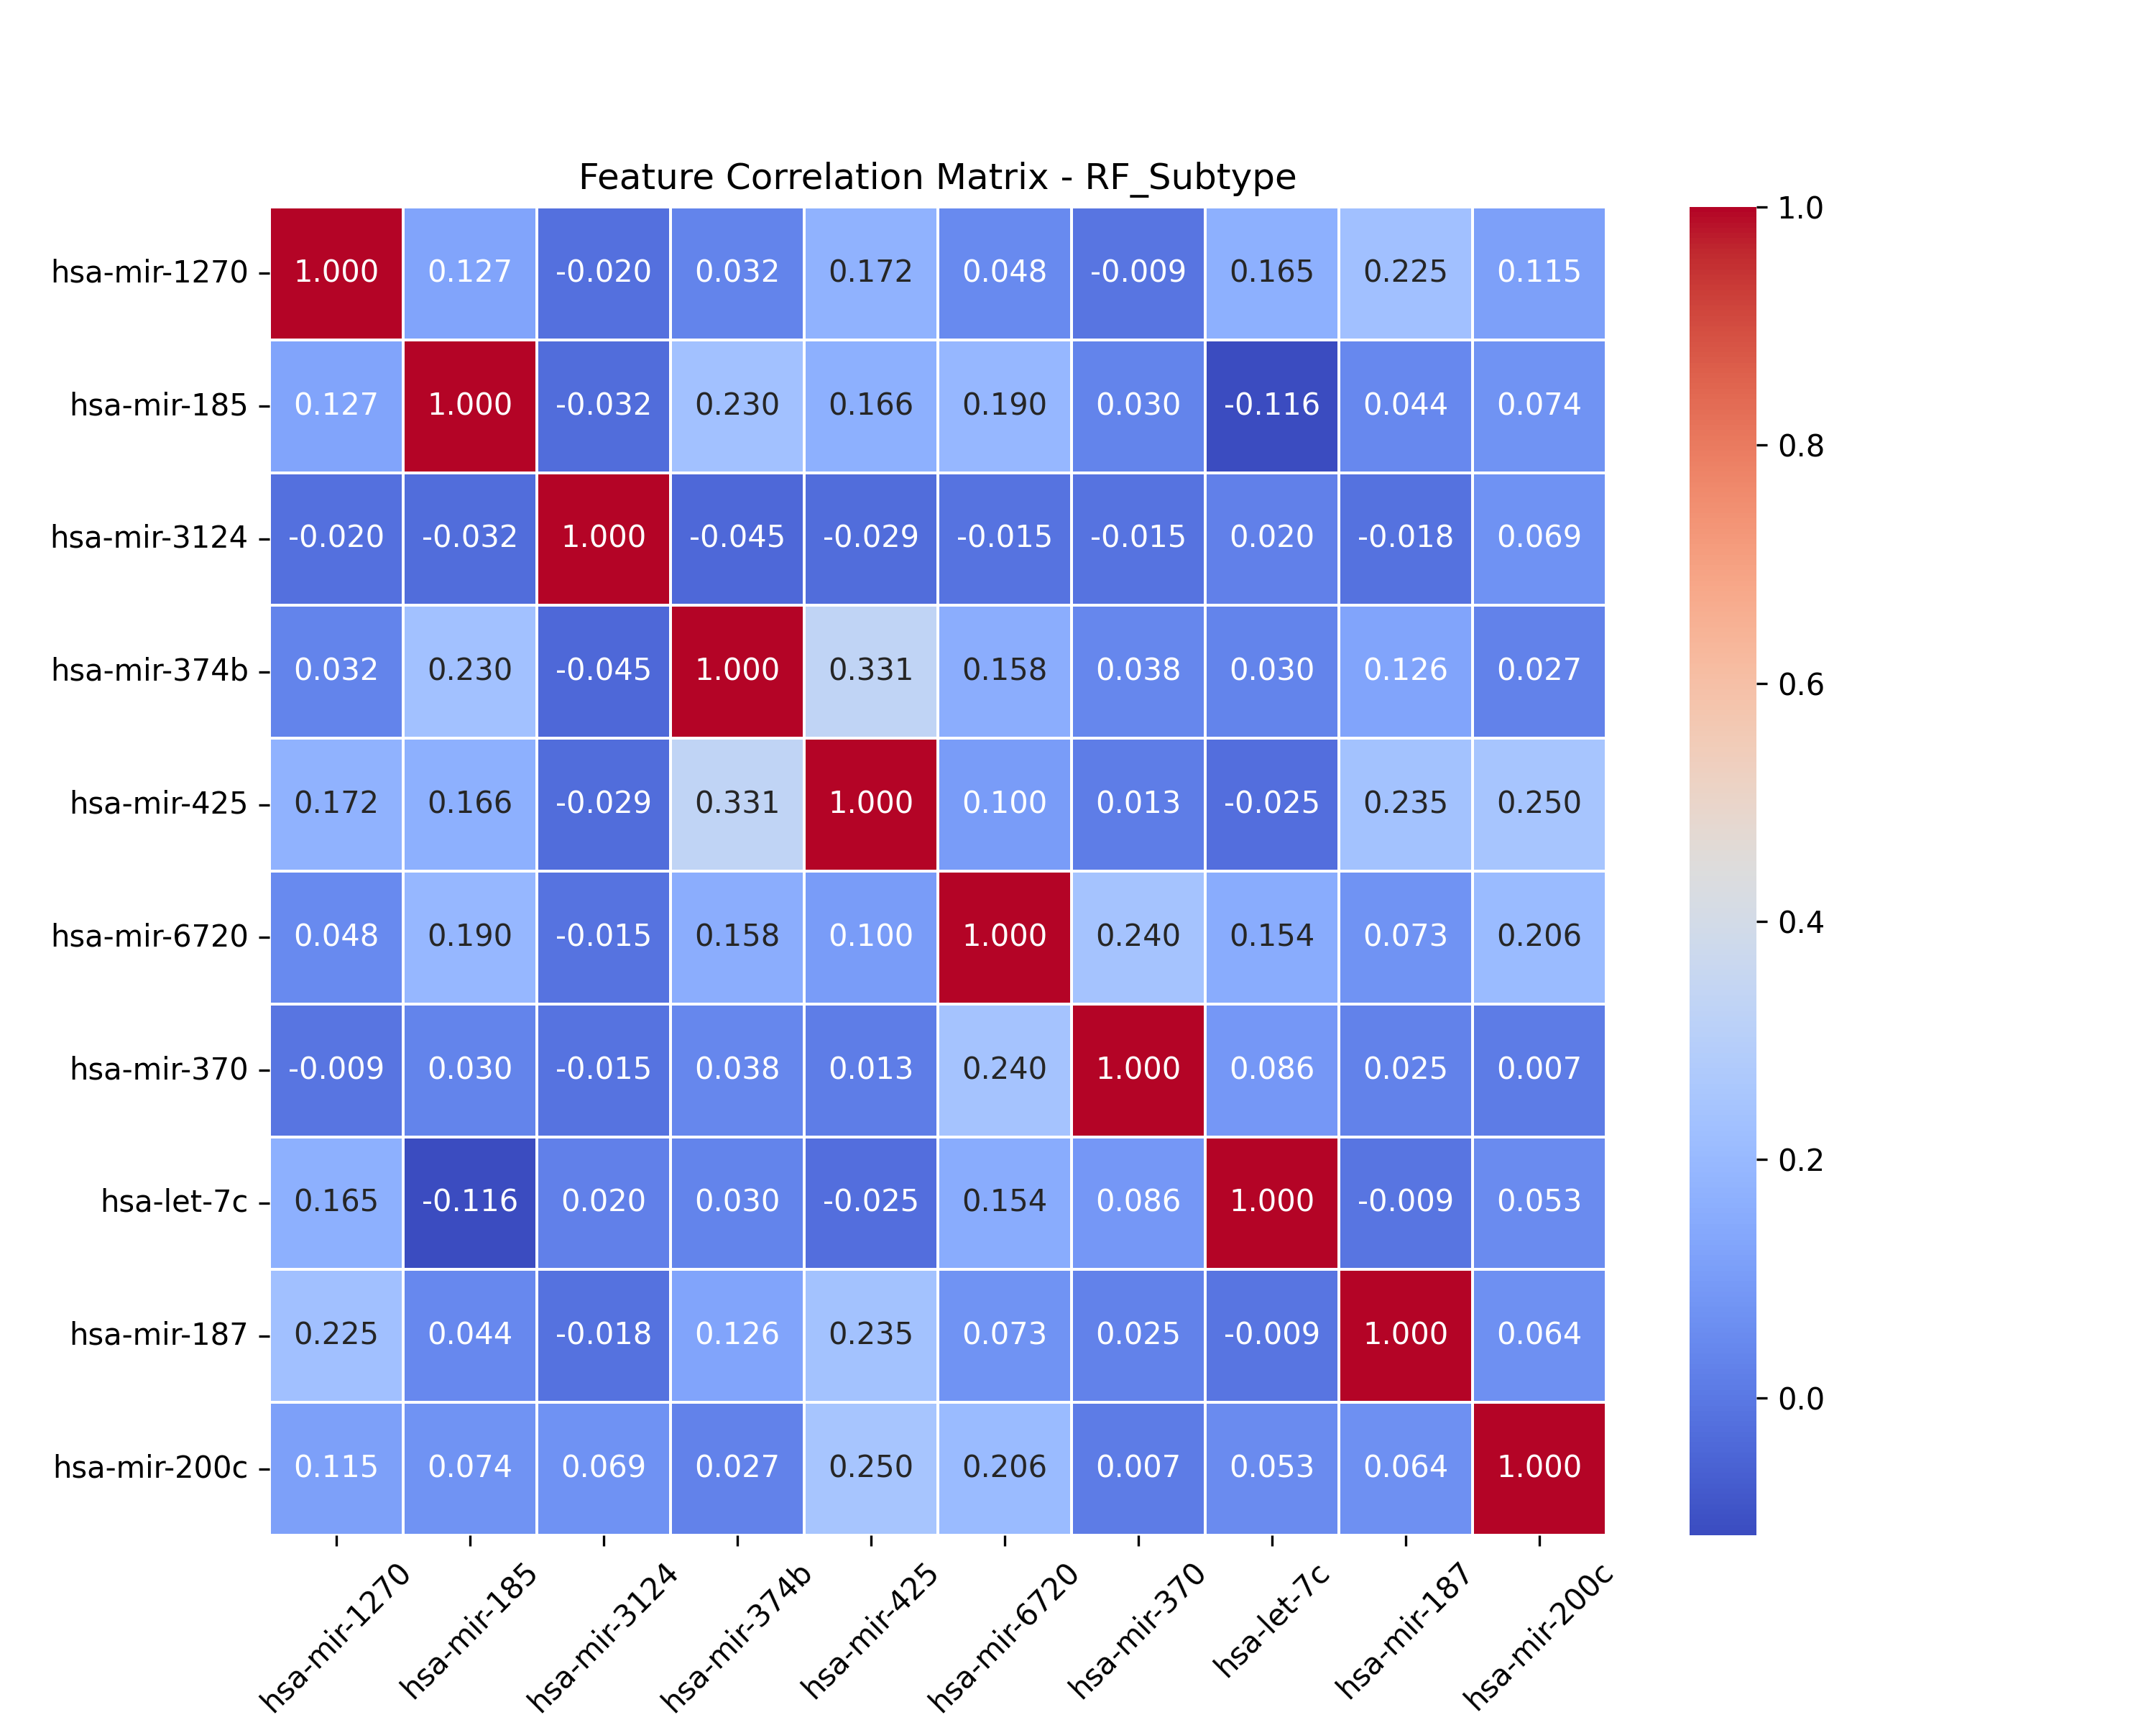 Feature Correlation Matrix - RF_Subtype
hsa-mir-1270 1.000 0.127 -0.020 0.032 0.172 0.048 -0.009 0.165 0.225 0.115
hsa-mir-185 0.127 1.000 -0.032 0.230 0.166 0.190 0.030 -0.116 0.044 0.074
hsa-mir-3124 -0.020 -0.032 1.000 -0.045 -0.029 -0.015 -0.015 0.020 -0.018 0.069
hsa-mir-374b 0.032 0.230 -0.045 1.000 0.331 0.158 0.038 0.030 0.126 0.027
hsa-mir-425 0.172 0.166 -0.029 0.331 1.000 0.100 0.013 -0.025 0.235 0.250
hsa-mir-6720 0.048 0.190 -0.015 0.158 0.100 1.000 0.240 0.154 0.073 0.206
hsa-mir-370 -0.009 0.030 -0.015 0.038 0.013 0.240 1.000 0.086 0.025 0.007
hsa-let-7c 0.165 -0.116 0.020 0.030 -0.025 0.154 0.086 1.000 -0.009 0.053
hsa-mir-187 0.225 0.044 -0.018 0.126 0.235 0.073 0.025 -0.009 1.000 0.064
hsa-mir-200c 0.115 0.074 0.069 0.027 0.250 0.206 0.007 0.053 0.064 1.000
hsa-mir-1270 hsa-mir-185 hsa-mir-3124 hsa-mir-374b hsa-mir-425 hsa-mir-6720 hsa-mir-370 hsa-let-7c hsa-mir-187 hsa-mir-200c
1.0
0.8
0.6
0.4
0.2
0.0